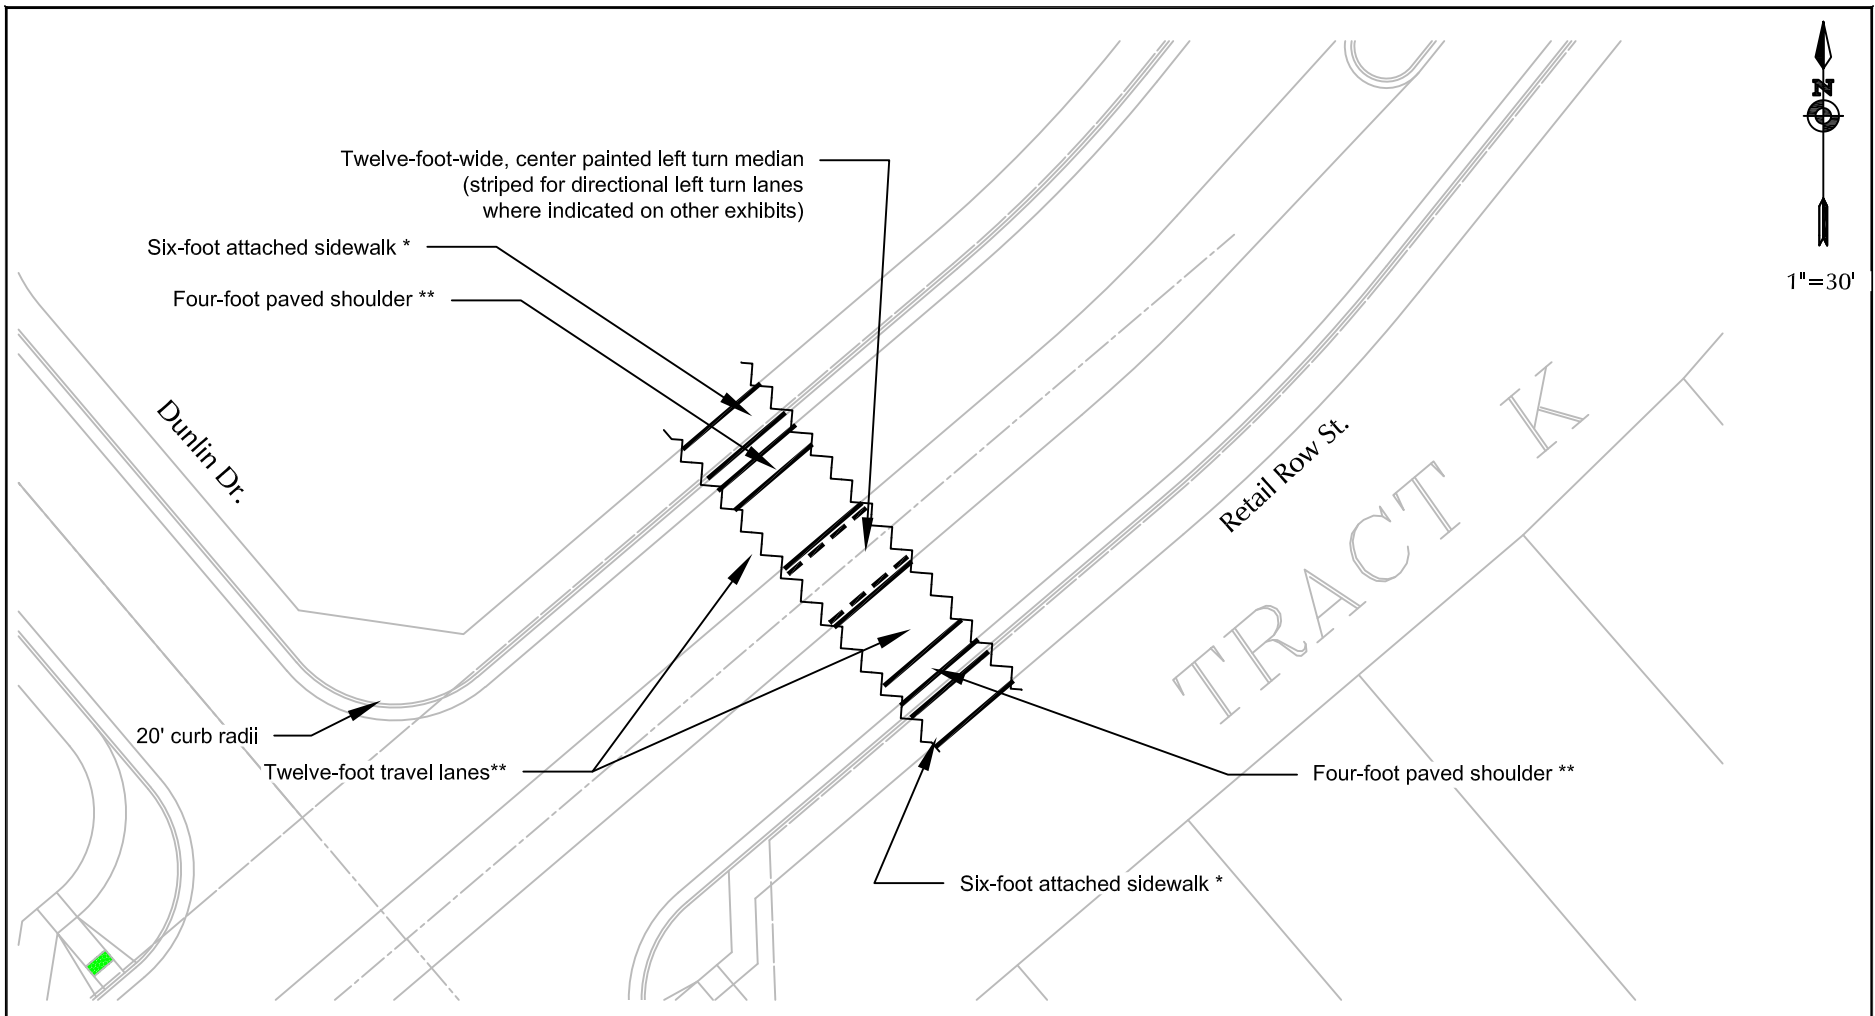 N
1"=30'
Twelve-foot-wide, center painted left turn median
(striped for directional left turn lanes
where indicated on other exhibits)
Six-foot attached sidewalk *
Four-foot paved shoulder **
Dunlin Dr.
Retail Row St.
TRACT K
20' curb radii
Twelve-foot travel lanes**
Four-foot paved shoulder **
Six-foot attached sidewalk *